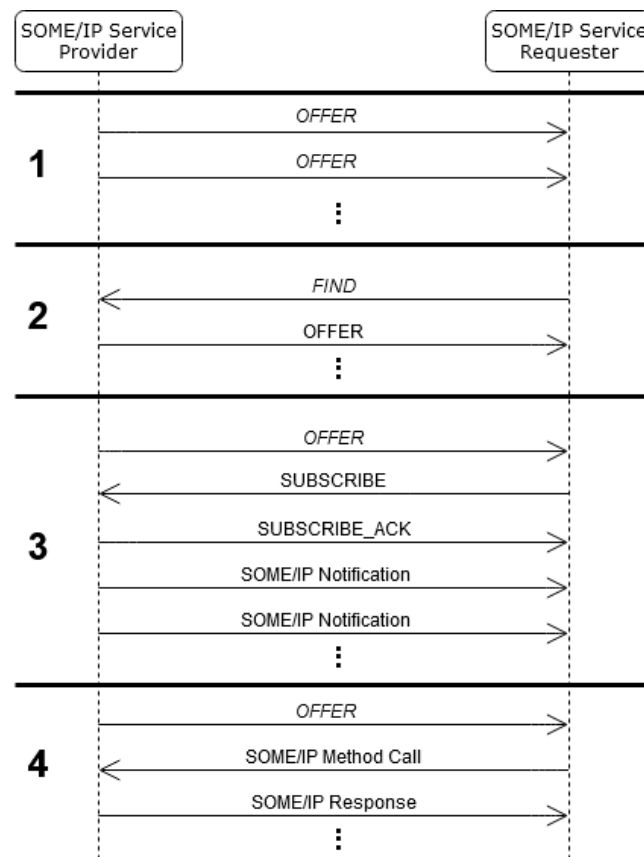 SOME/IP Service
Provider
SOME/IP Service
Requester
1
OFFER
OFFER
2
FIND
OFFER
3
OFFER
SUBSCRIBE
SUBSCRIBE_ACK
SOME/IP Notification
SOME/IP Notification
4
OFFER
SOME/IP Method Call
SOME/IP Response